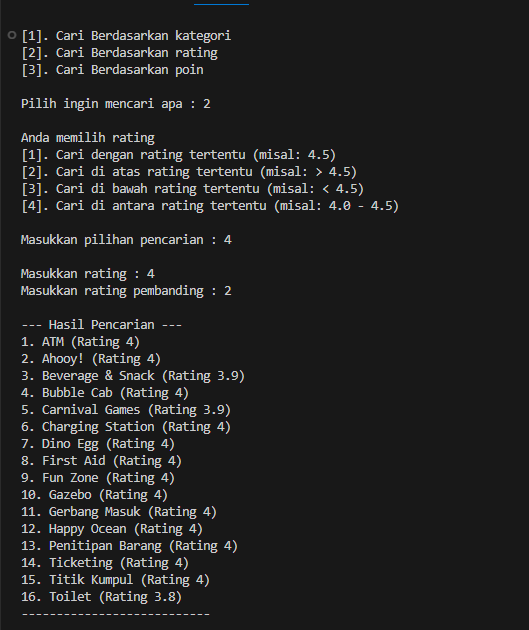 [1]. Cari Berdasarkan kategori
[2]. Cari Berdasarkan rating
[3]. Cari Berdasarkan poin
Pilih ingin mencari apa : 2
Anda memilih rating
[1]. Cari dengan rating tertentu (misal: 4.5)
[2]. Cari di atas rating tertentu (misal: > 4.5)
[3]. Cari di bawah rating tertentu (misal: < 4.5)
[4]. Cari di antara rating tertentu (misal: 4.0 - 4.5)
Masukkan pilihan pencarian : 4
Masukkan rating : 4
Masukkan rating pembanding : 2
--- Hasil Pencarian ---
1. ATM (Rating 4)
2. Ahooy! (Rating 4)
3. Beverage & Snack (Rating 3.9)
4. Bubble Cab (Rating 4)
5. Carnival Games (Rating 3.9)
6. Charging Station (Rating 4)
7. Dino Egg (Rating 4)
8. First Aid (Rating 4)
9. Fun Zone (Rating 4)
10. Gazebo (Rating 4)
11. Gerbang Masuk (Rating 4)
12. Happy Ocean (Rating 4)
13. Penitipan Barang (Rating 4)
14. Ticketing (Rating 4)
15. Titik Kumpul (Rating 4)
16. Toilet (Rating 3.8)
---------------------------